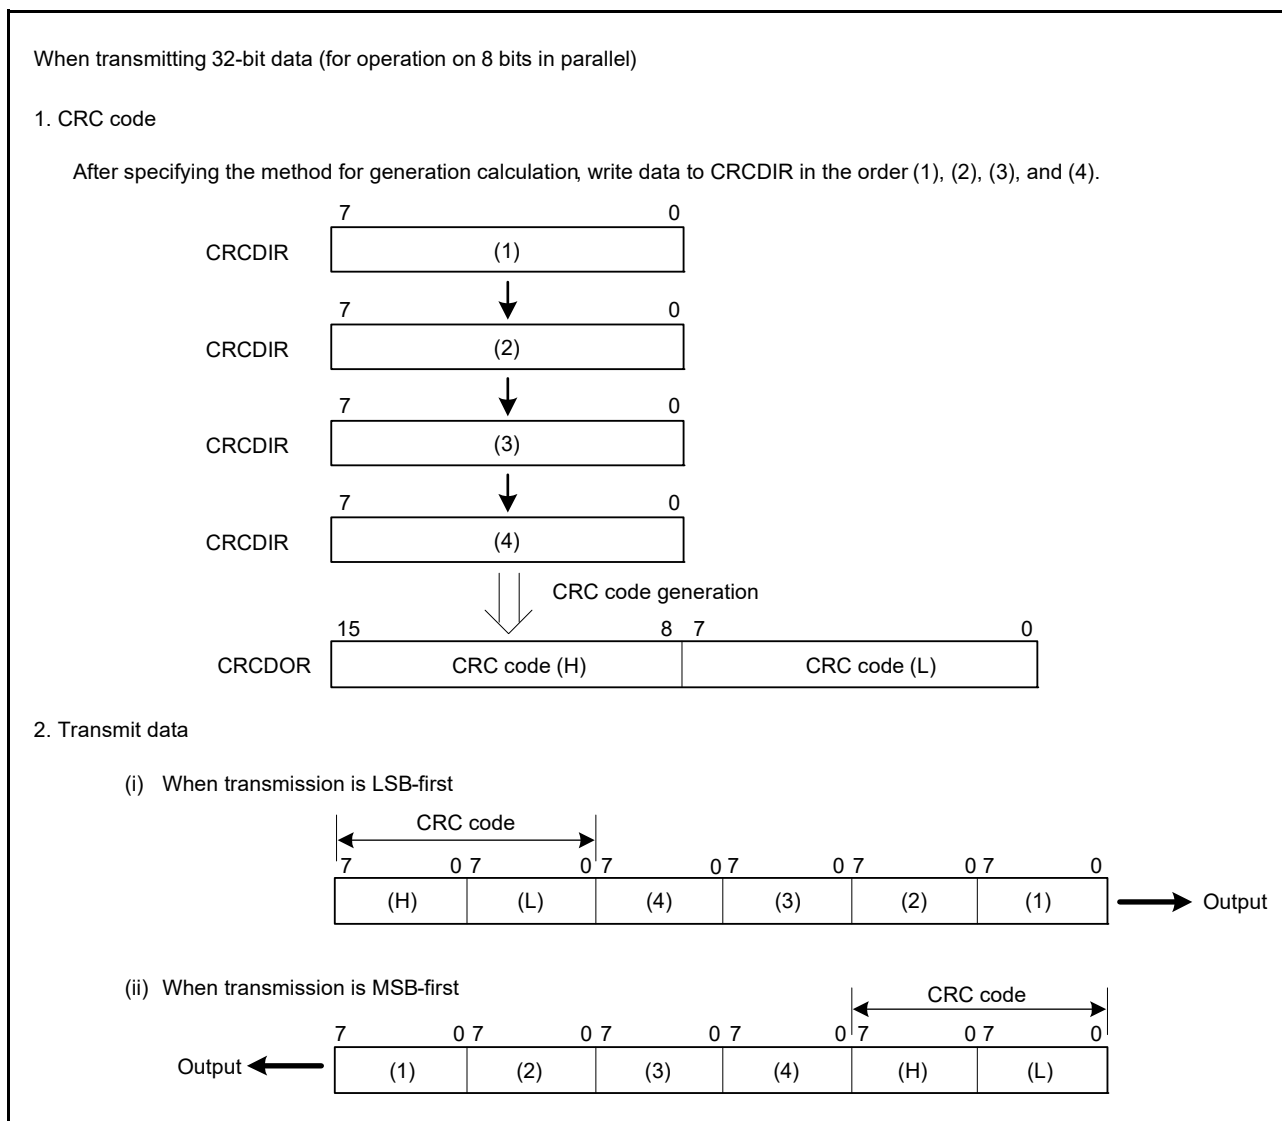 When transmitting 32-bit data (for operation on 8 bits in parallel)
1. CRC code
After specifying the method for generation calculation, write data to CRCDIR in the order (1), (2), (3), and (4).
7 0
CRCDIR (1)
7 0
CRCDIR (2)
7 0
CRCDIR (3)
7 0
CRCDIR (4)
CRC code generation
15 8 7 0
CRCDOR CRC code (H) CRC code (L)
2. Transmit data
(i) When transmission is LSB-first
CRC code
7 0 7 0 7 0 7 0 7 0 7 0
(H) (L) (4) (3) (2) (1) Output
(ii) When transmission is MSB-first
CRC code
7 0 7 0 7 0 7 0 7 0 7 0
Output (1) (2) (3) (4) (H) (L)